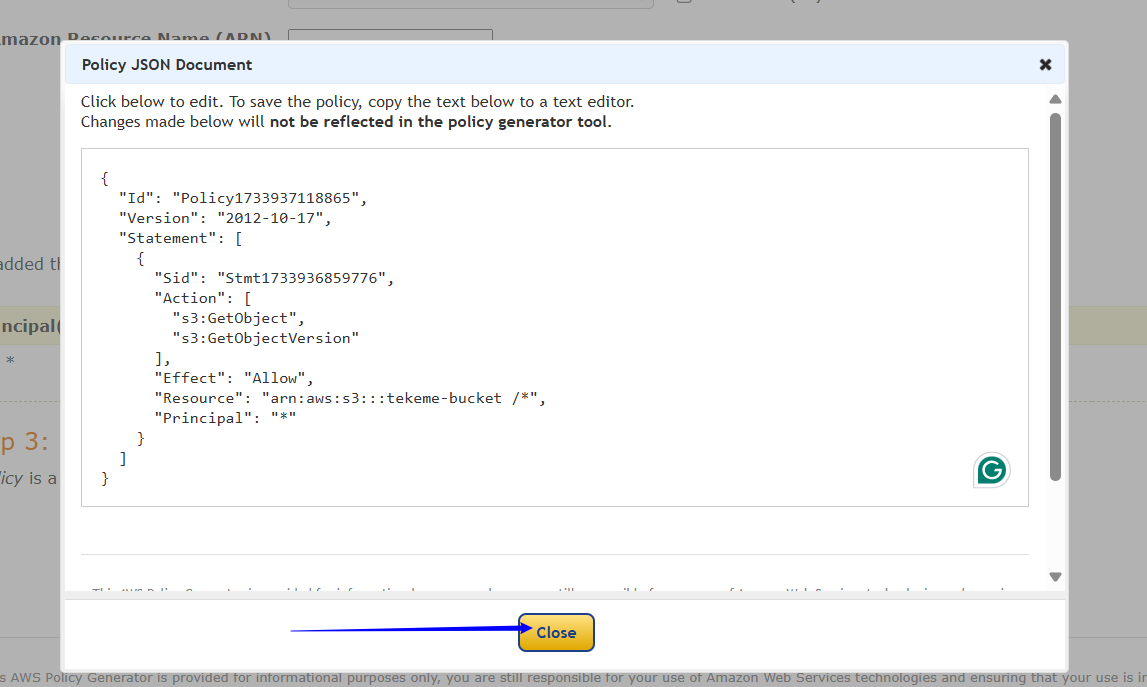 mazon Resource Name (ARN)
Policy JSON Document
Click below to edit. To save the policy, copy the text below to a text editor.
Changes made below will not be reflected in the policy generator tool.
{
"Id": "Policy1733937118865",
"Version": "2012-10-17",
"Statement": [
{
"Sid": "Stmt1733936859776",
"Action": [
"s3:GetObject",
"s3:GetObjectVersion"
],
"Effect": "Allow",
"Resource": "arn:aws:s3:::tekeme-bucket /*",
"Principal": "*"
}
]
}
added th
ncipal(
*
p 3:
licy is a
G
Close
s AWS Policy Generator is provided for informational purposes only, you are still responsible for your use of Amazon Web Services technologies and ensuring that your use is in